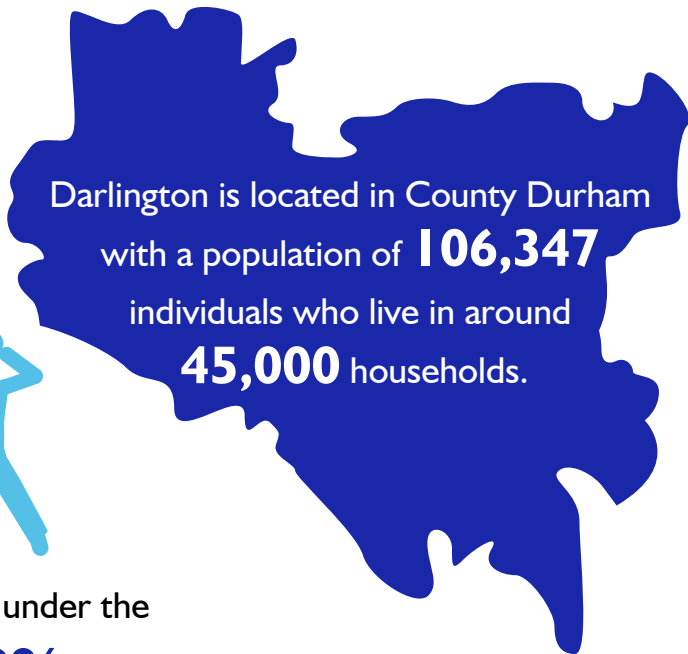 Darlington is located in County Durham
with a population of 106,347
individuals who live in around
45,000 households.
under the